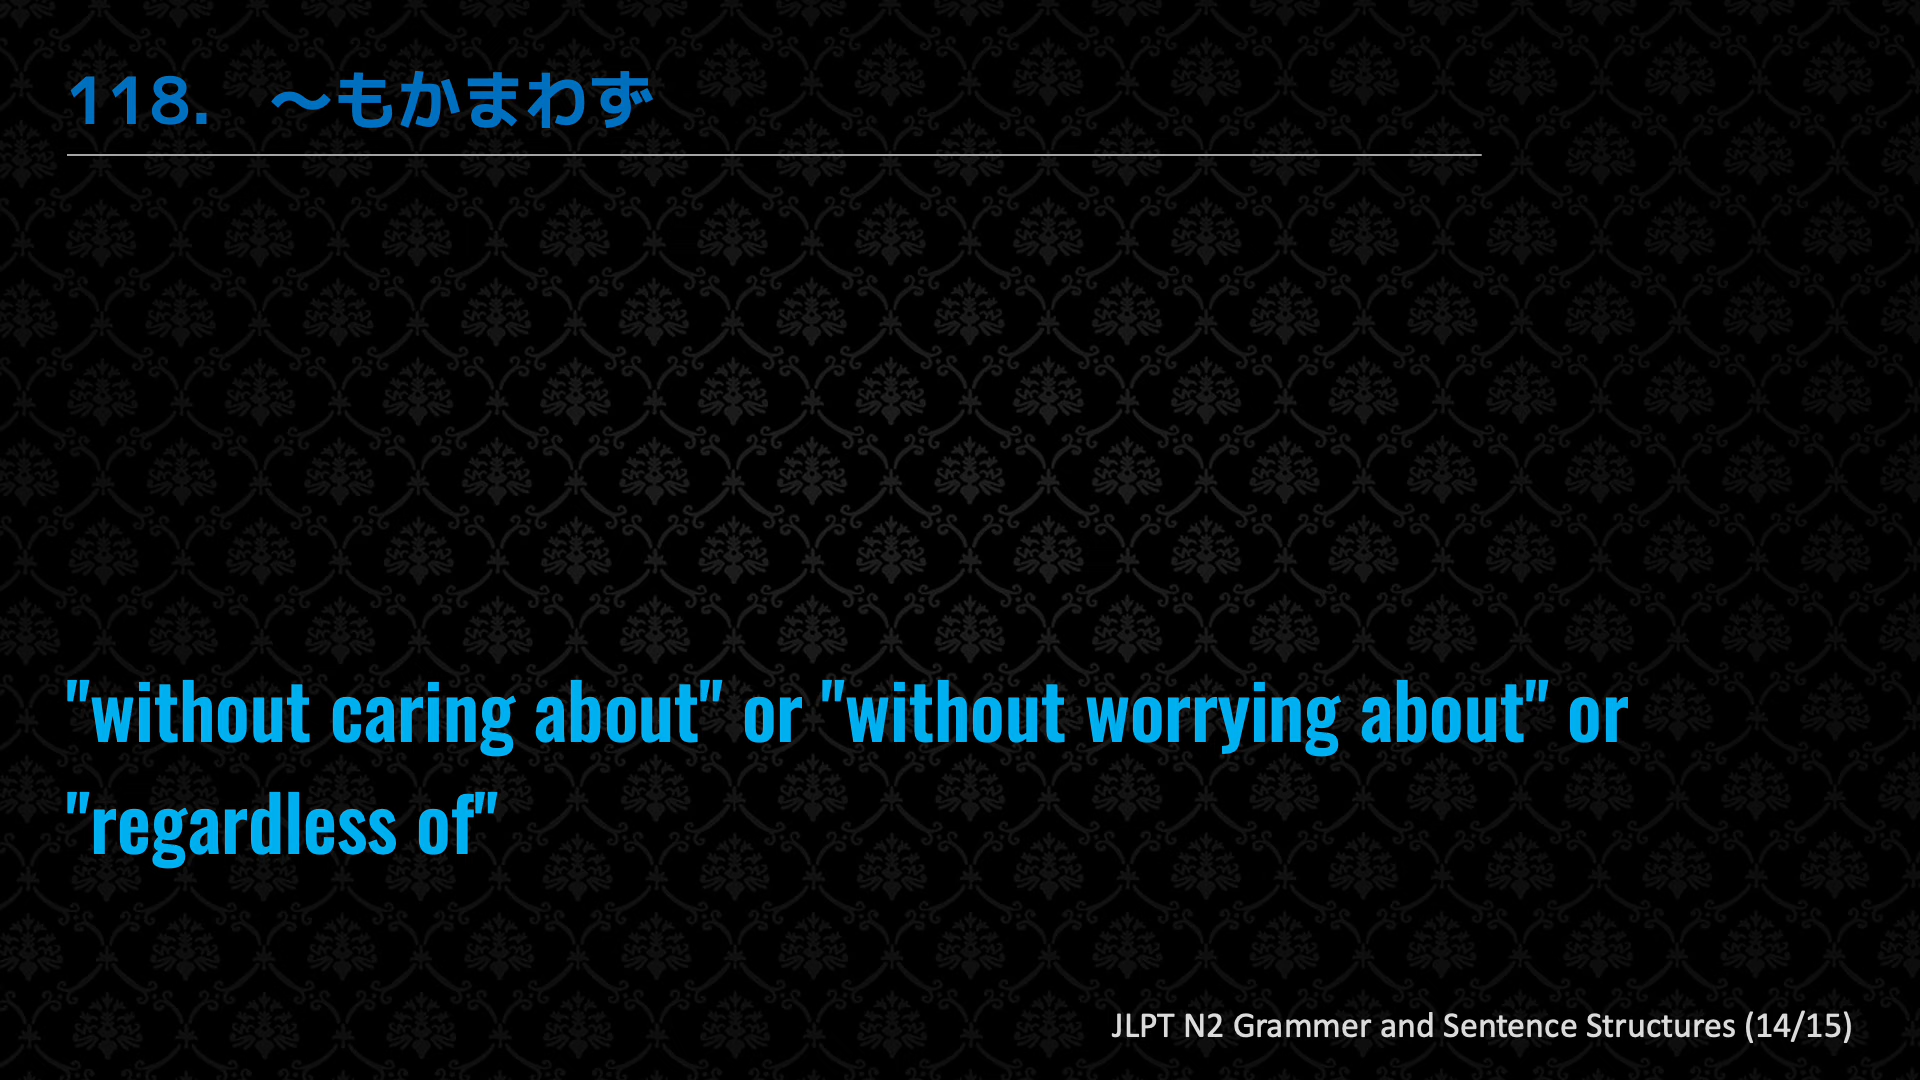 118.　～もかまわず
"without caring about" or "without worrying about" or
"regardless of"
JLPT N2 Grammer and Sentence Structures (14/15)